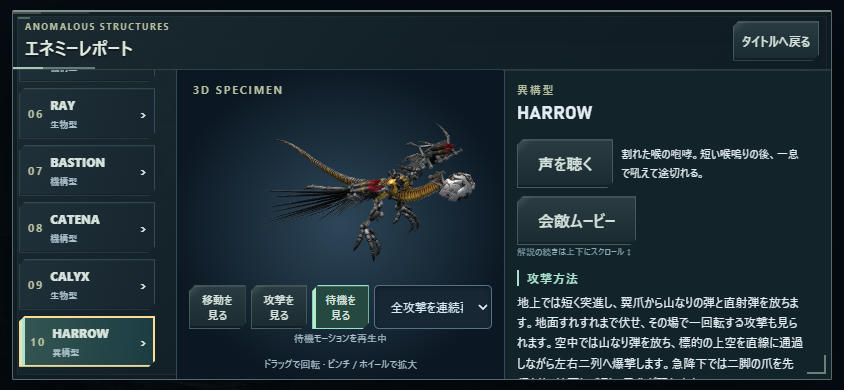 ANOMALOUS STRUCTURES
エネミーレポート
タイトルへ戻る
機構型
06 RAY
生物型
07 BASTION
機構型
08 CATENA
機構型
09 CALYX
生物型
10 HARROW
異構型
3D SPECIMEN
移動を見る
攻撃を見る
待機を見る
全攻撃を連続
待機モーションを再生中
ドラッグで回転・ピンチ / ホイールで拡大
異構型
HARROW
声を聴く
割れた喉の咆哮。短い喉鳴りの後、一息
で吼えて途切れる。
会敵ムービー
解説の続きは上下にスクロール ↕
攻撃方法
地上では短く突進し、翼爪から山なりの弾と直射弾を放ちま
す。地面すれすれまで伏せ、その場で一回転する攻撃も見ら
れます。空中では山なり弾を放ち、標的の上空を直線に通過
しながら左右二列へ爆撃します。急降下では二脚の爪を先